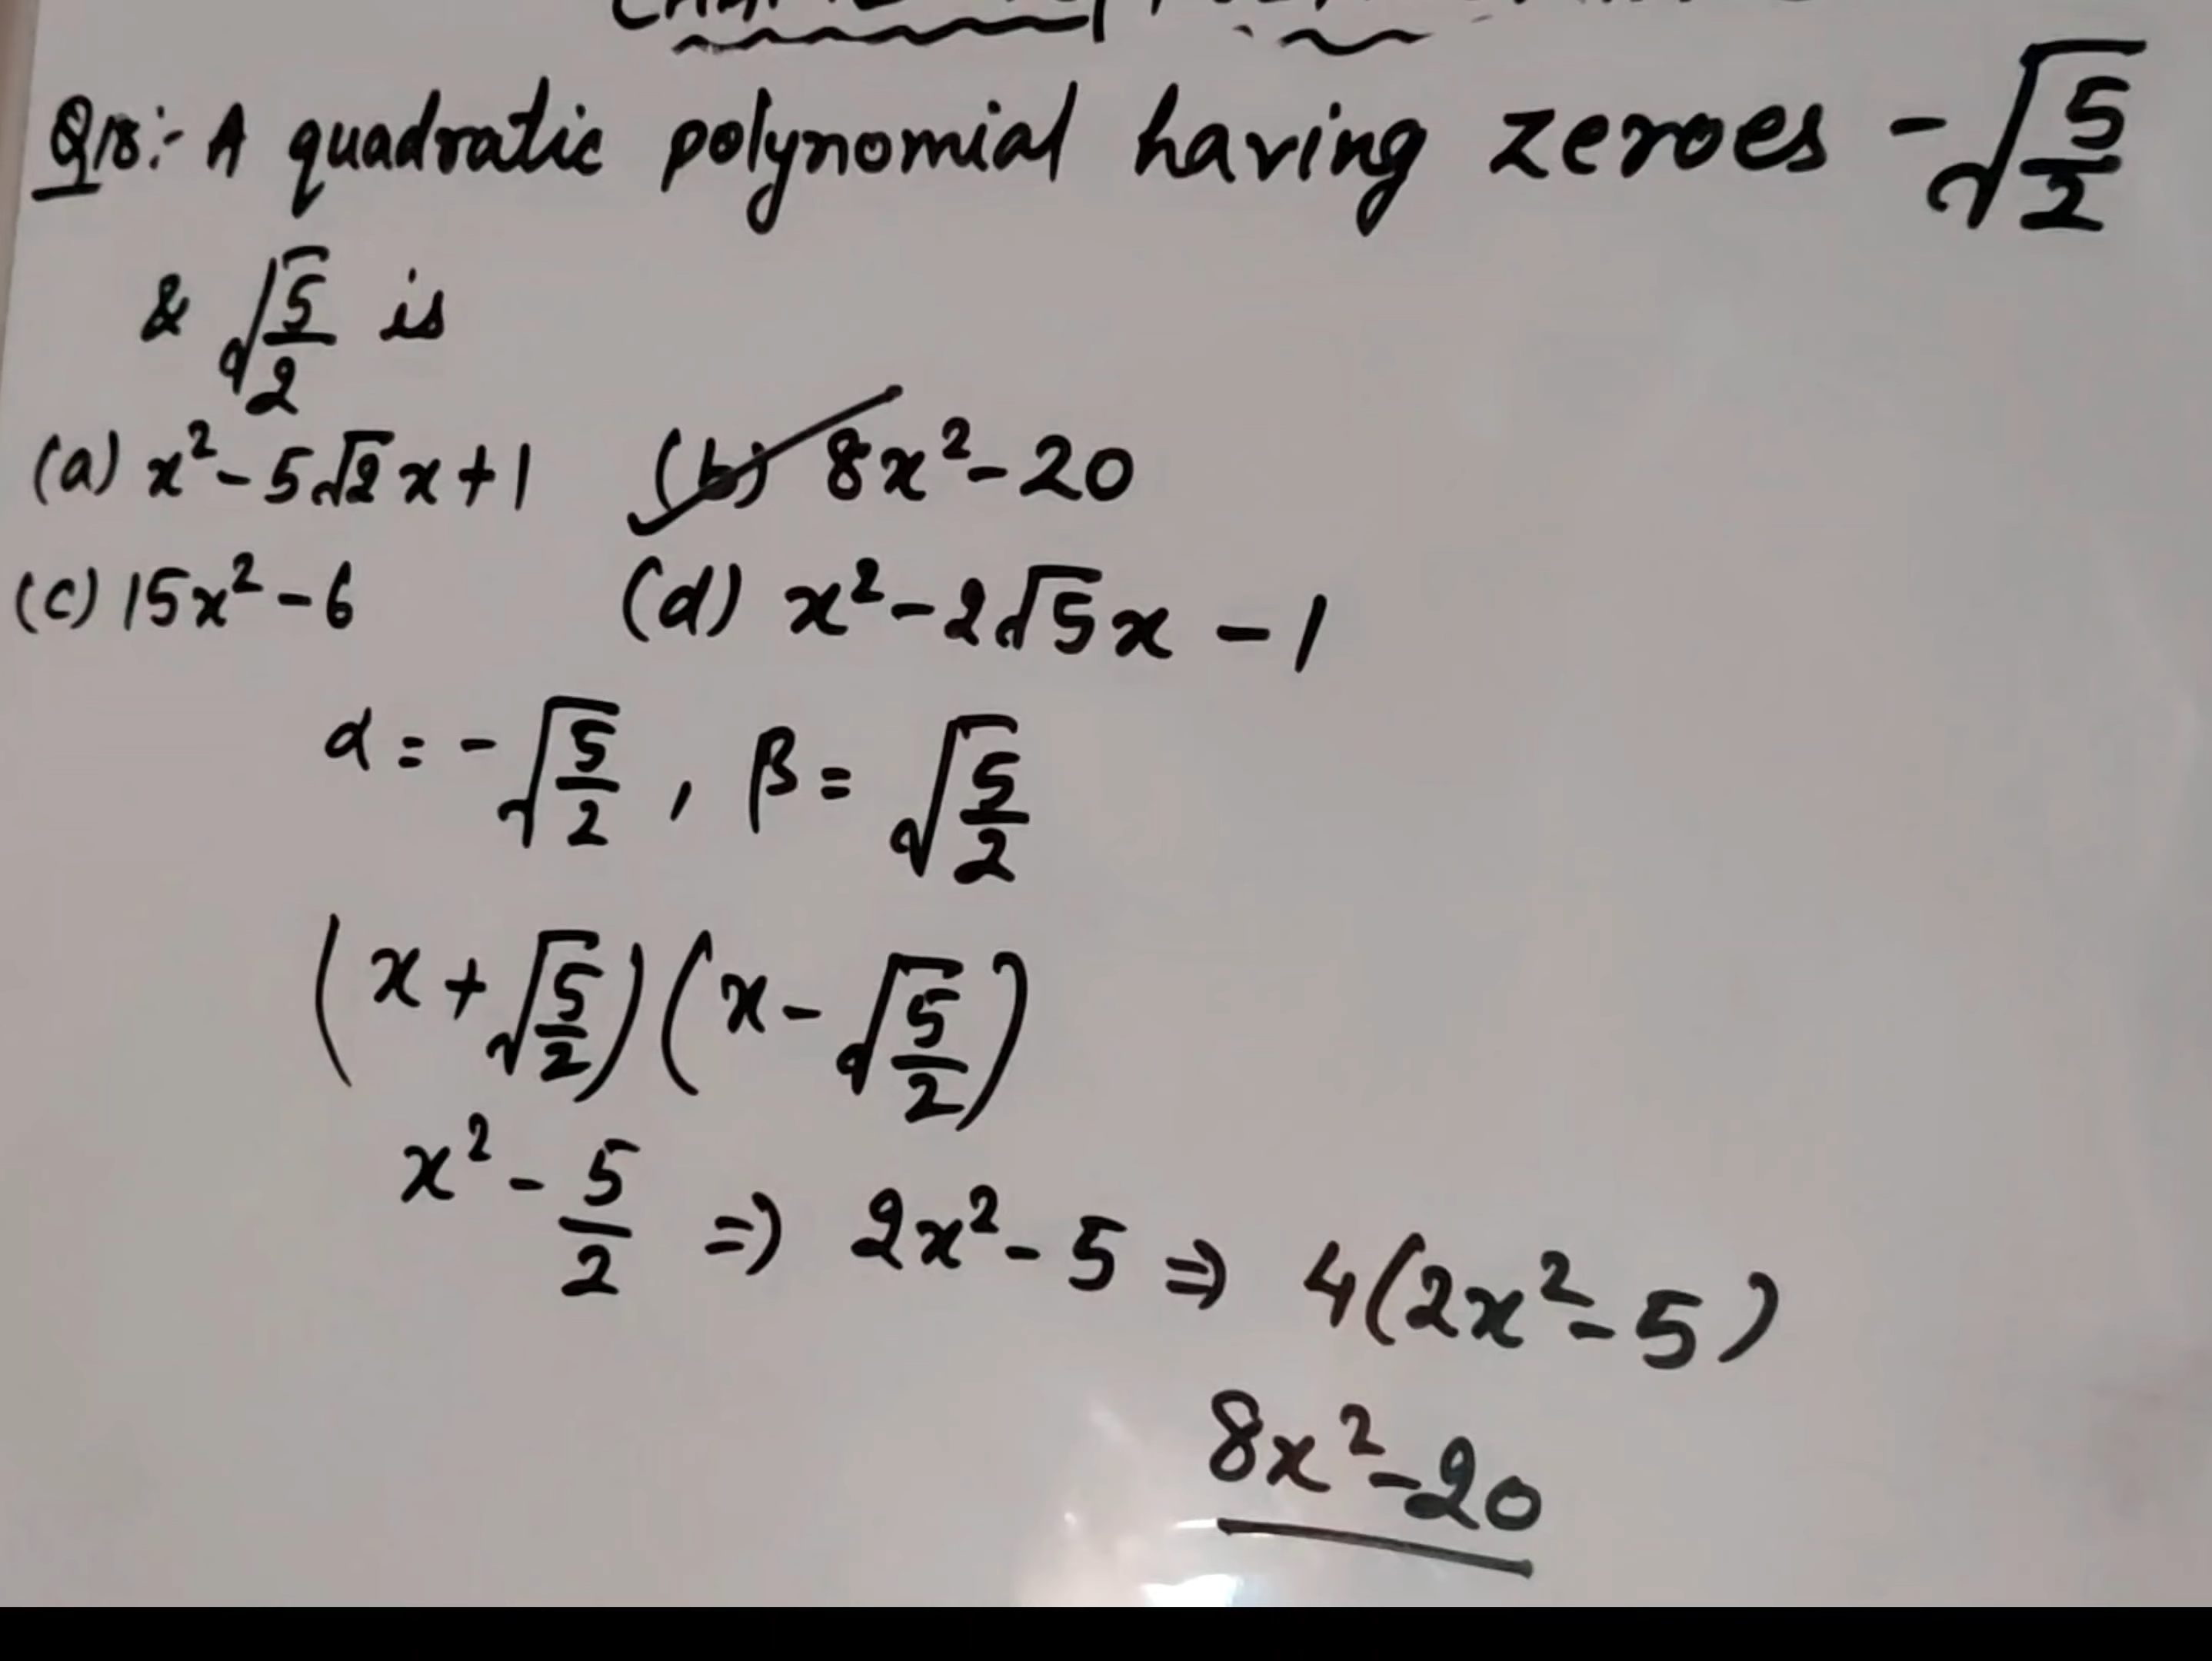 Q18:- A quadratic polynomial having zeroes -√(5/2)
& √(5/2) is
(a) x² - 5√2 x + 1 (b) 8x² - 20
(c) 15x² - 6 (d) x² - 2√5 x - 1
α = -√(5/2) , β = √(5/2)
(x + √(5/2)) (x - √(5/2))
x² - 5/2 ⇒ 2x² - 5 ⇒ 4(2x² - 5)
8x² - 20